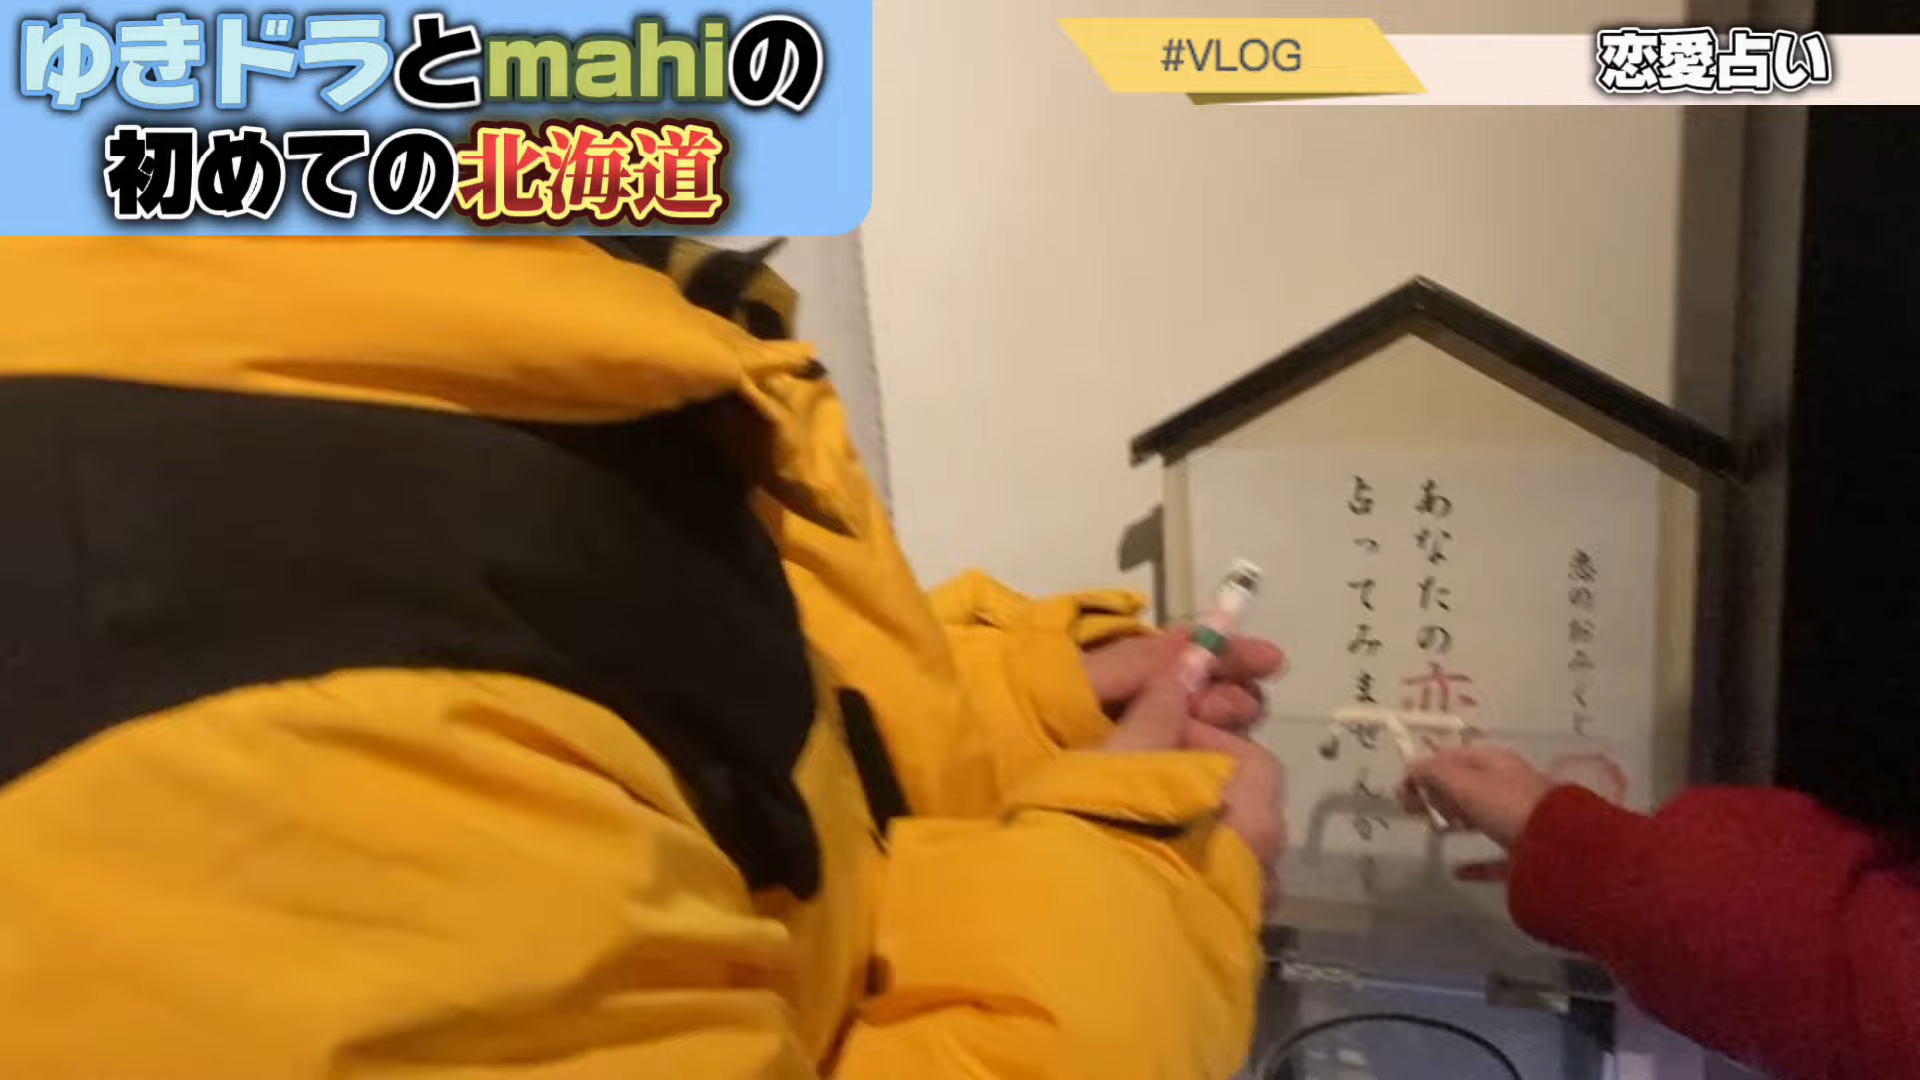 ゆきドラとmahiの
初めての北海道
#VLOG
恋愛占い
恋のおみくじ
あなたの恋
占ってみませんか